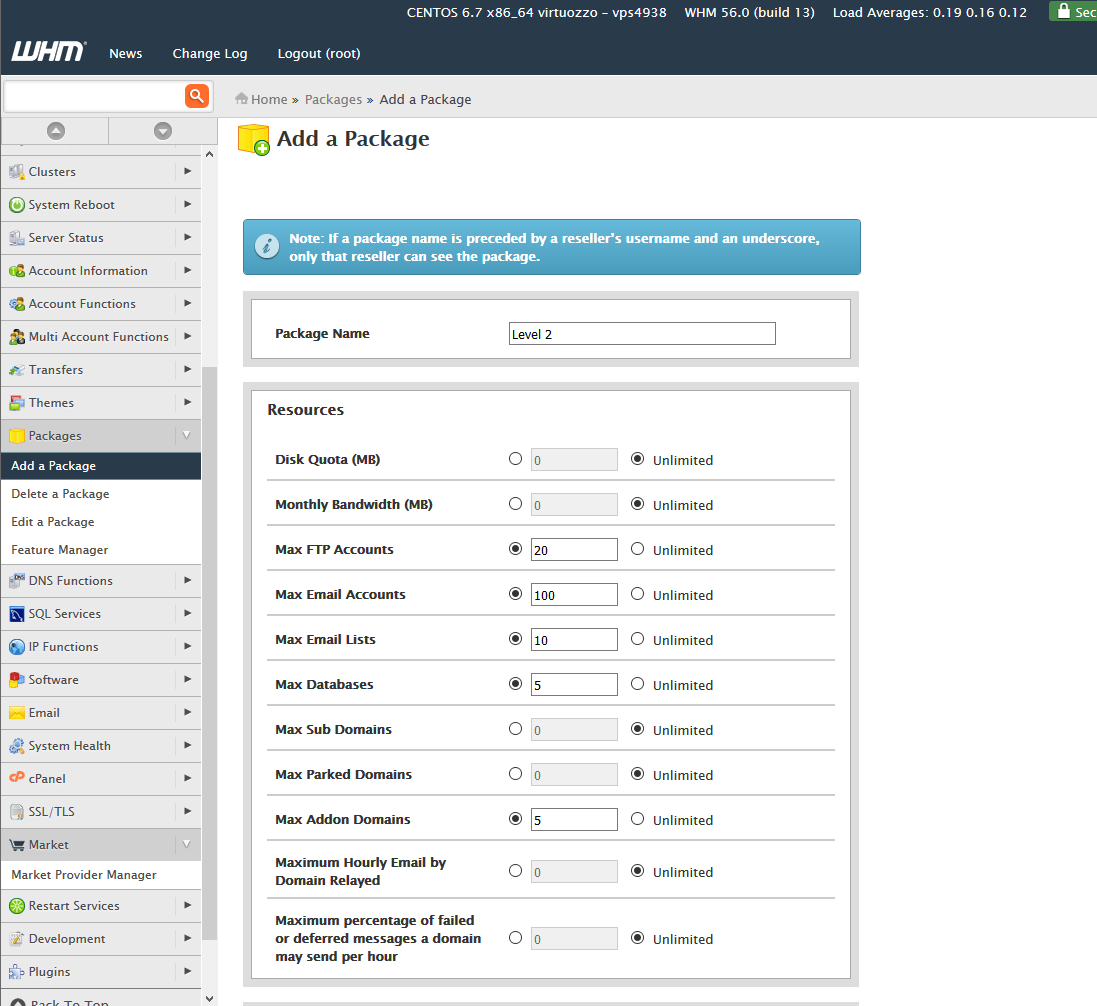 CENTOS 6.7 x86_64 virtuozzo – vps4938 WHM 56.0 (build 13) Load Averages: 0.19 0.16 0.12 Sec
WHM News Change Log Logout (root)
Home » Packages » Add a Package
Add a Package
Clusters
System Reboot
Server Status
Account Information
Account Functions
Multi Account Functions
Transfers
Themes
Packages
Add a Package
Delete a Package
Edit a Package
Feature Manager
DNS Functions
SQL Services
IP Functions
Software
Email
System Health
cPanel
SSL/TLS
Market
Market Provider Manager
Restart Services
Development
Plugins
Back To Top
Note: If a package name is preceded by a reseller's username and an underscore,
only that reseller can see the package.
Package Name Level 2
Resources
Disk Quota (MB) 0 Unlimited
Monthly Bandwidth (MB) 0 Unlimited
Max FTP Accounts 20 Unlimited
Max Email Accounts 100 Unlimited
Max Email Lists 10 Unlimited
Max Databases 5 Unlimited
Max Sub Domains 0 Unlimited
Max Parked Domains 0 Unlimited
Max Addon Domains 5 Unlimited
Maximum Hourly Email by
Domain Relayed 0 Unlimited
Maximum percentage of failed
or deferred messages a domain 0 Unlimited
may send per hour